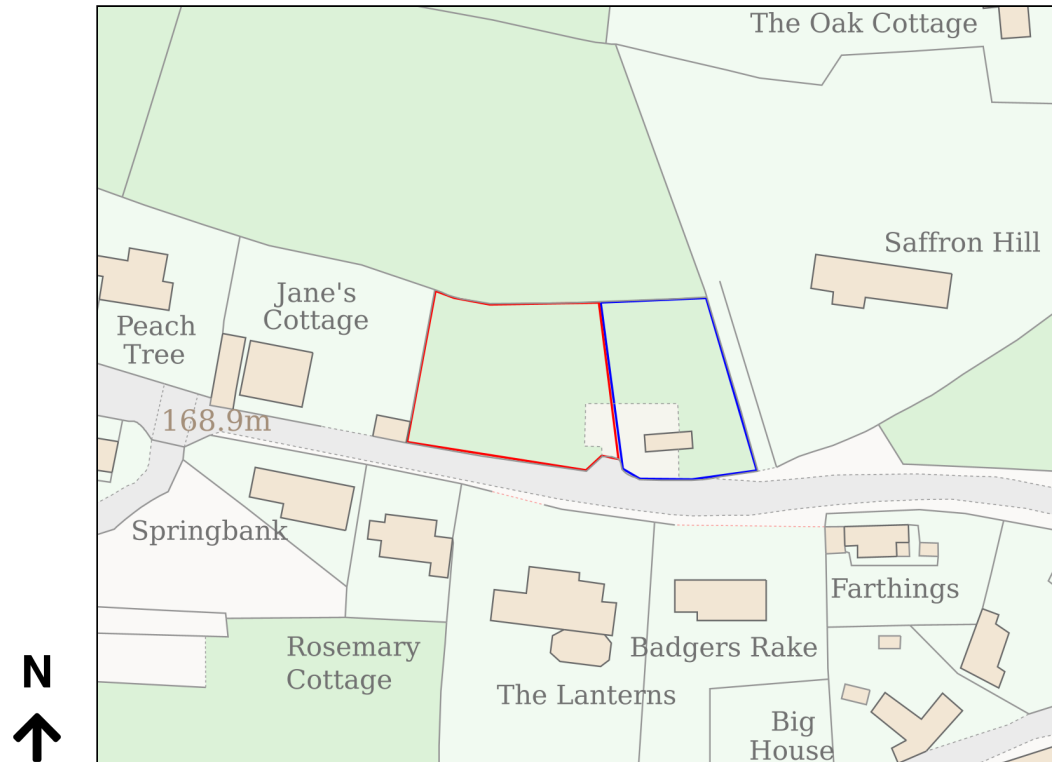 The Oak Cottage
Saffron Hill
Jane's
Cottage
Peach
Tree
168.9m
Springbank
Farthings
Rosemary
Cottage
Badgers Rake
The Lanterns
Big
House
N